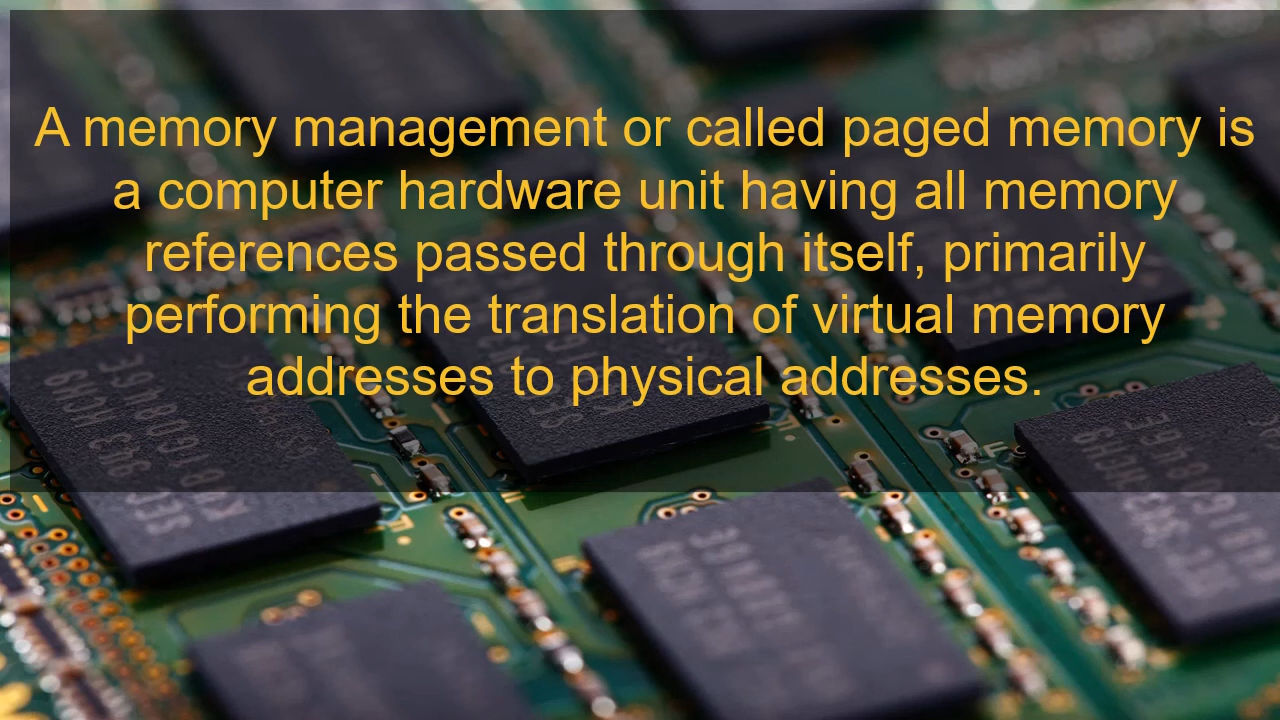 A memory management or called paged memory is
a computer hardware unit having all memory
references passed through itself, primarily
performing the translation of virtual memory
addresses to physical addresses.